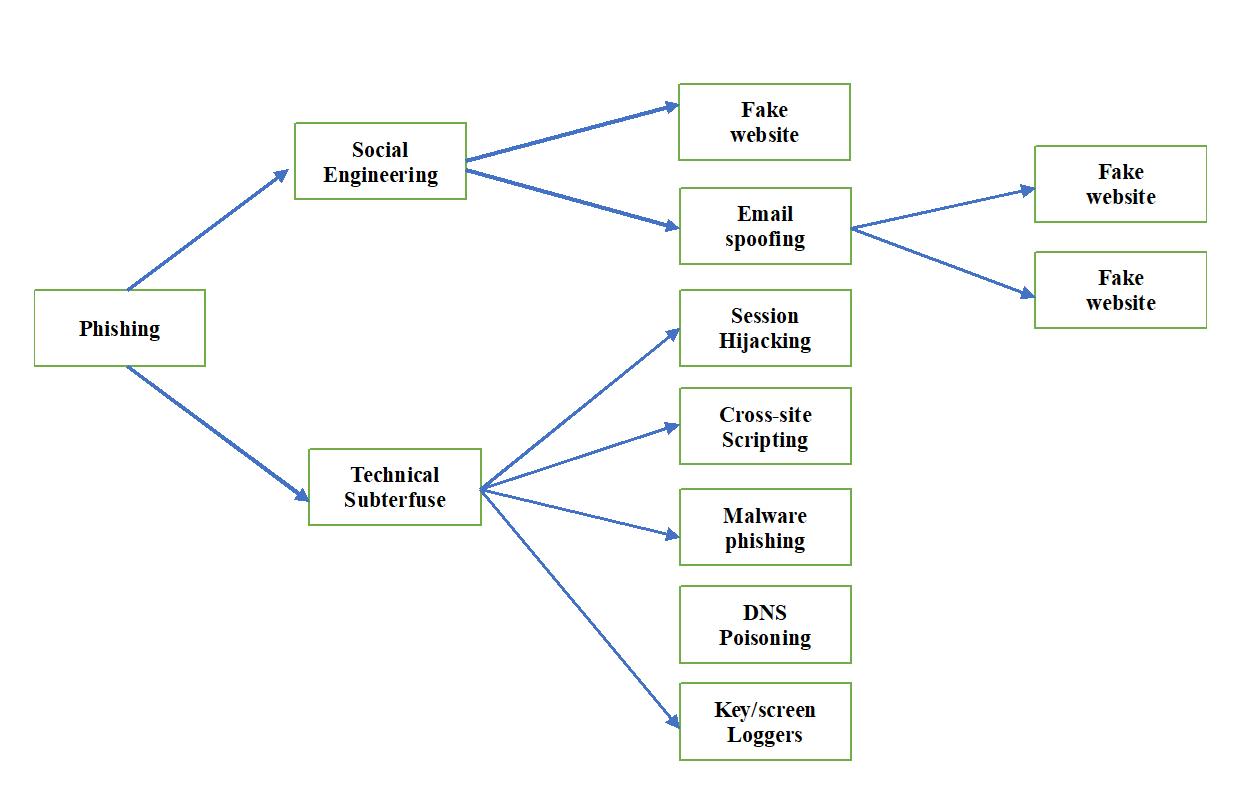 Fake
website
Social
Engineering
Fake
website
Email
spoofing
Fake
website
Phishing
Session
Hijacking
Cross-site
Scripting
Technical
Subterfuse
Malware
phishing
DNS
Poisoning
Key/screen
Loggers